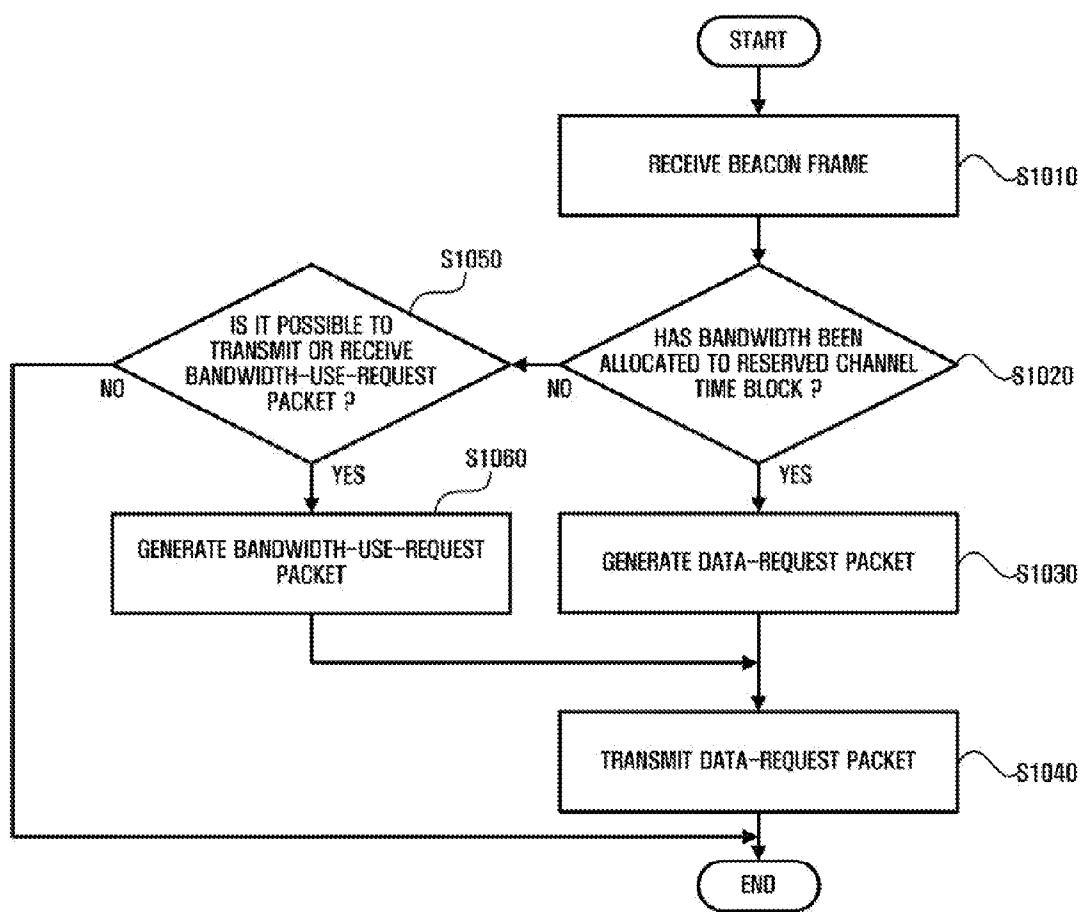 START
RECEIVE BEACON FRAME
S1010
S1050
IS IT POSSIBLE TO
TRANSMIT OR RECEIVE
BANDWIDTH-USE-REQUEST
PACKET ?
NO
YES
HAS BANDWIDTH BEEN
ALLOCATED TO RESERVED CHANNEL
TIME BLOCK ?
S1020
NO
YES
S1060
GENERATE BANDWIDTH-USE-REQUEST
PACKET
GENERATE DATA-REQUEST PACKET
S1030
TRANSMIT DATA-REQUEST PACKET
S1040
END